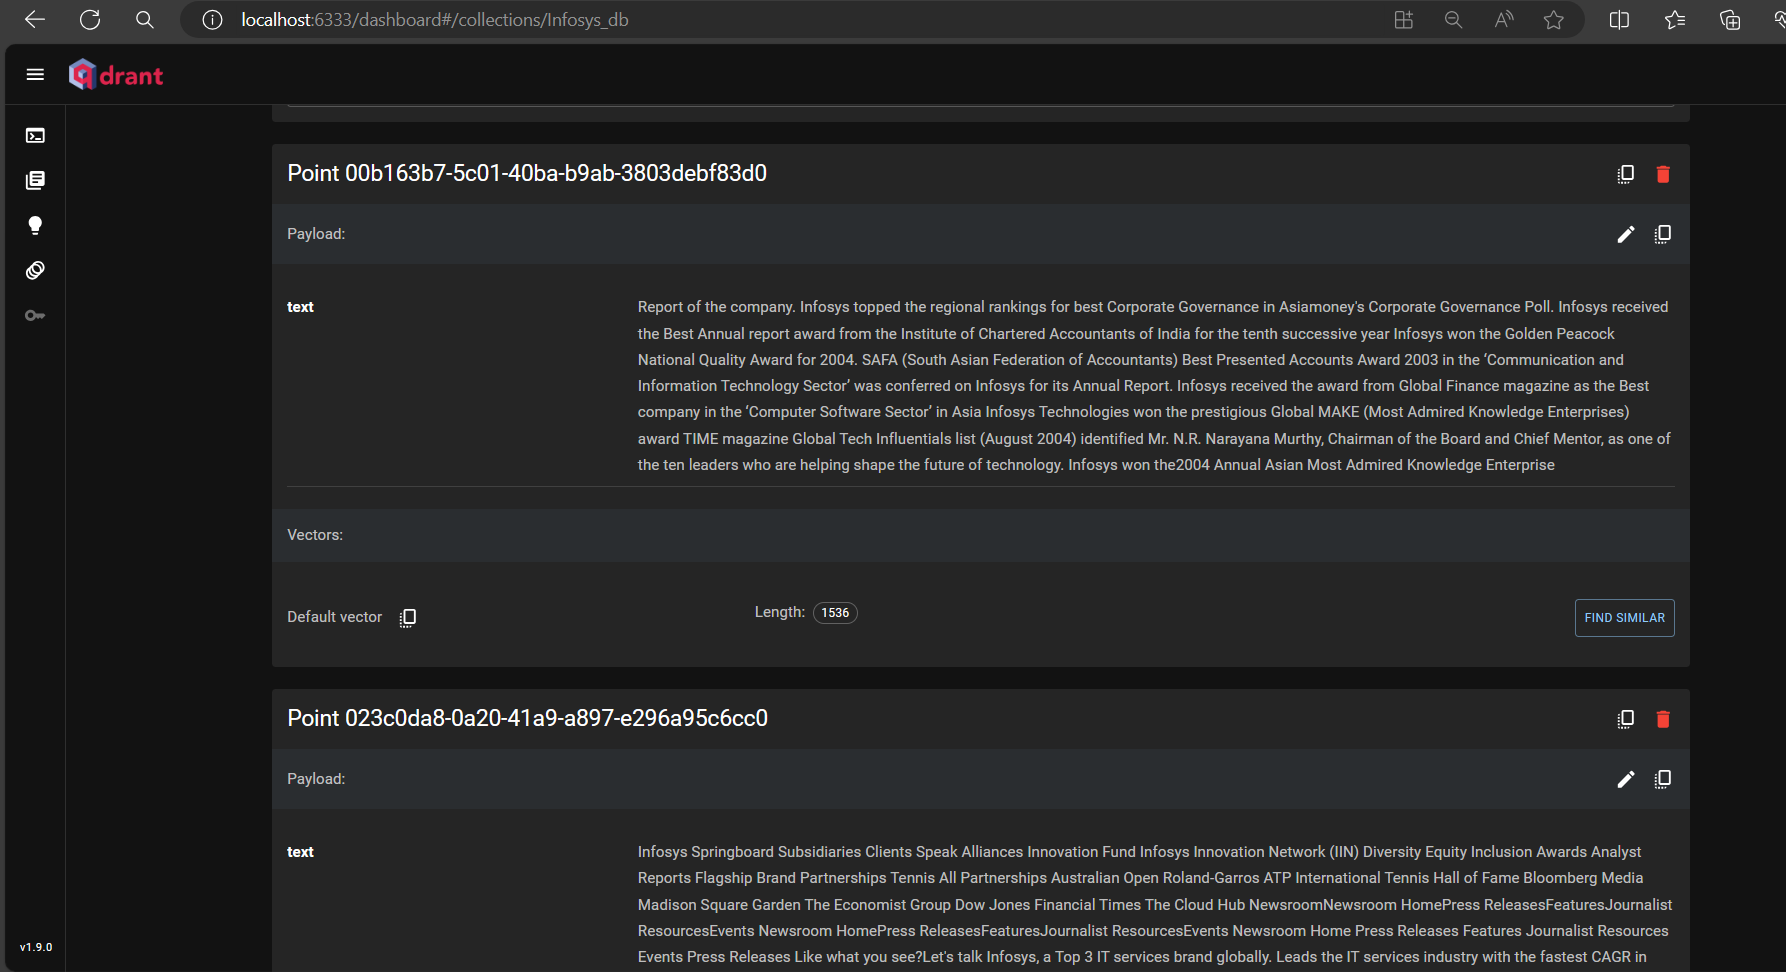 localhost:6333/dashboard#/collections/Infosys_db
qdrant
Point 00b163b7-5c01-40ba-b9ab-3803debf83d0
Payload:
text
Report of the company. Infosys topped the regional rankings for best Corporate Governance in Asiamoney's Corporate Governance Poll. Infosys received
the Best Annual report award from the Institute of Chartered Accountants of India for the tenth successive year Infosys won the Golden Peacock
National Quality Award for 2004. SAFA (South Asian Federation of Accountants) Best Presented Accounts Award 2003 in the ‘Communication and
Information Technology Sector’ was conferred on Infosys for its Annual Report. Infosys received the award from Global Finance magazine as the Best
company in the ‘Computer Software Sector’ in Asia Infosys Technologies won the prestigious Global MAKE (Most Admired Knowledge Enterprises)
award TIME magazine Global Tech Influentials list (August 2004) identified Mr. N.R. Narayana Murthy, Chairman of the Board and Chief Mentor, as one of
the ten leaders who are helping shape the future of technology. Infosys won the2004 Annual Asian Most Admired Knowledge Enterprise
Vectors:
Default vector
Length: 1536
FIND SIMILAR
Point 023c0da8-0a20-41a9-a897-e296a95c6cc0
Payload:
text
Infosys Springboard Subsidiaries Clients Speak Alliances Innovation Fund Infosys Innovation Network (IIN) Diversity Equity Inclusion Awards Analyst
Reports Flagship Brand Partnerships Tennis All Partnerships Australian Open Roland-Garros ATP International Tennis Hall of Fame Bloomberg Media
Madison Square Garden The Economist Group Dow Jones Financial Times The Cloud Hub NewsroomNewsroom HomePress ReleasesFeaturesJournalist
ResourcesEvents Newsroom HomePress ReleasesFeaturesJournalist ResourcesEvents Newsroom Home Press Releases Features Journalist Resources
Events Press Releases Like what you see?Let's talk Infosys, a Top 3 IT services brand globally. Leads the IT services industry with the fastest CAGR in
v1.9.0